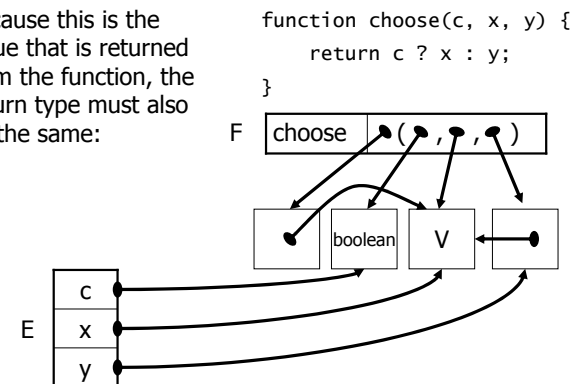 cause this is the
ue that is returned
m the function, the
urn type must also
the same:
function choose(c, x, y) {
return c ? x : y;
}
F choose ( , , )
boolean V
c
E x
y